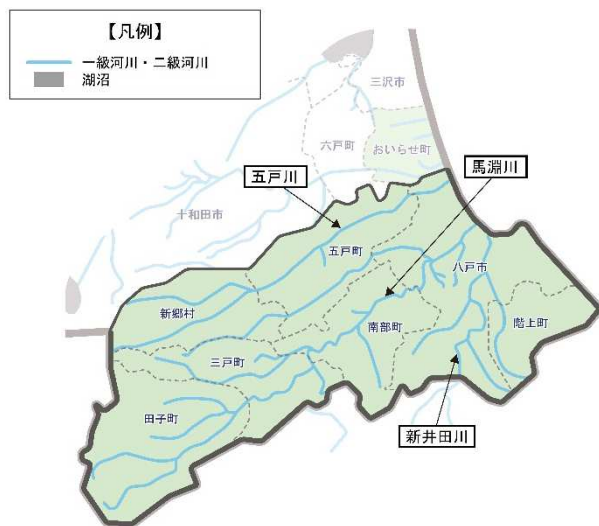 【凡例】
一級河川・二級河川
湖沼
三沢市
六戸町
おいらせ町
五戸川
馬淵川
十和田市
五戸町
八戸市
新郷村
南部町
階上町
三戸町
田子町
新井田川